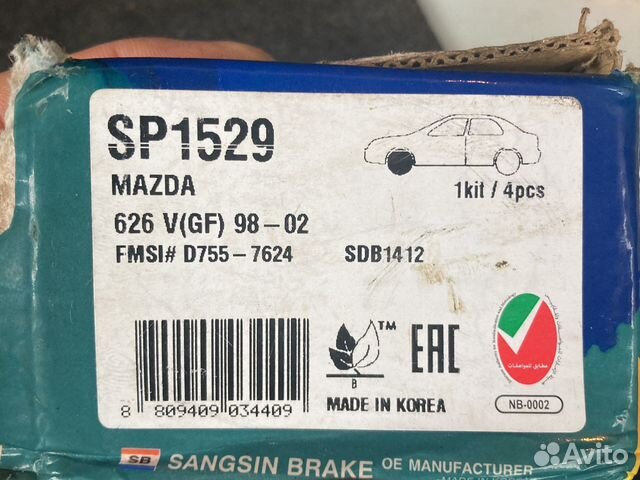 SP1529
MAZDA
1kit / 4pcs
626 V(GF) 98-02
FMSI# D755-7624 SDB1412
TM
EAC
B
8 809409 034409
MADE IN KOREA
NB-0002
SB SANGSIN BRAKE OE MANUFACTURER
Avito